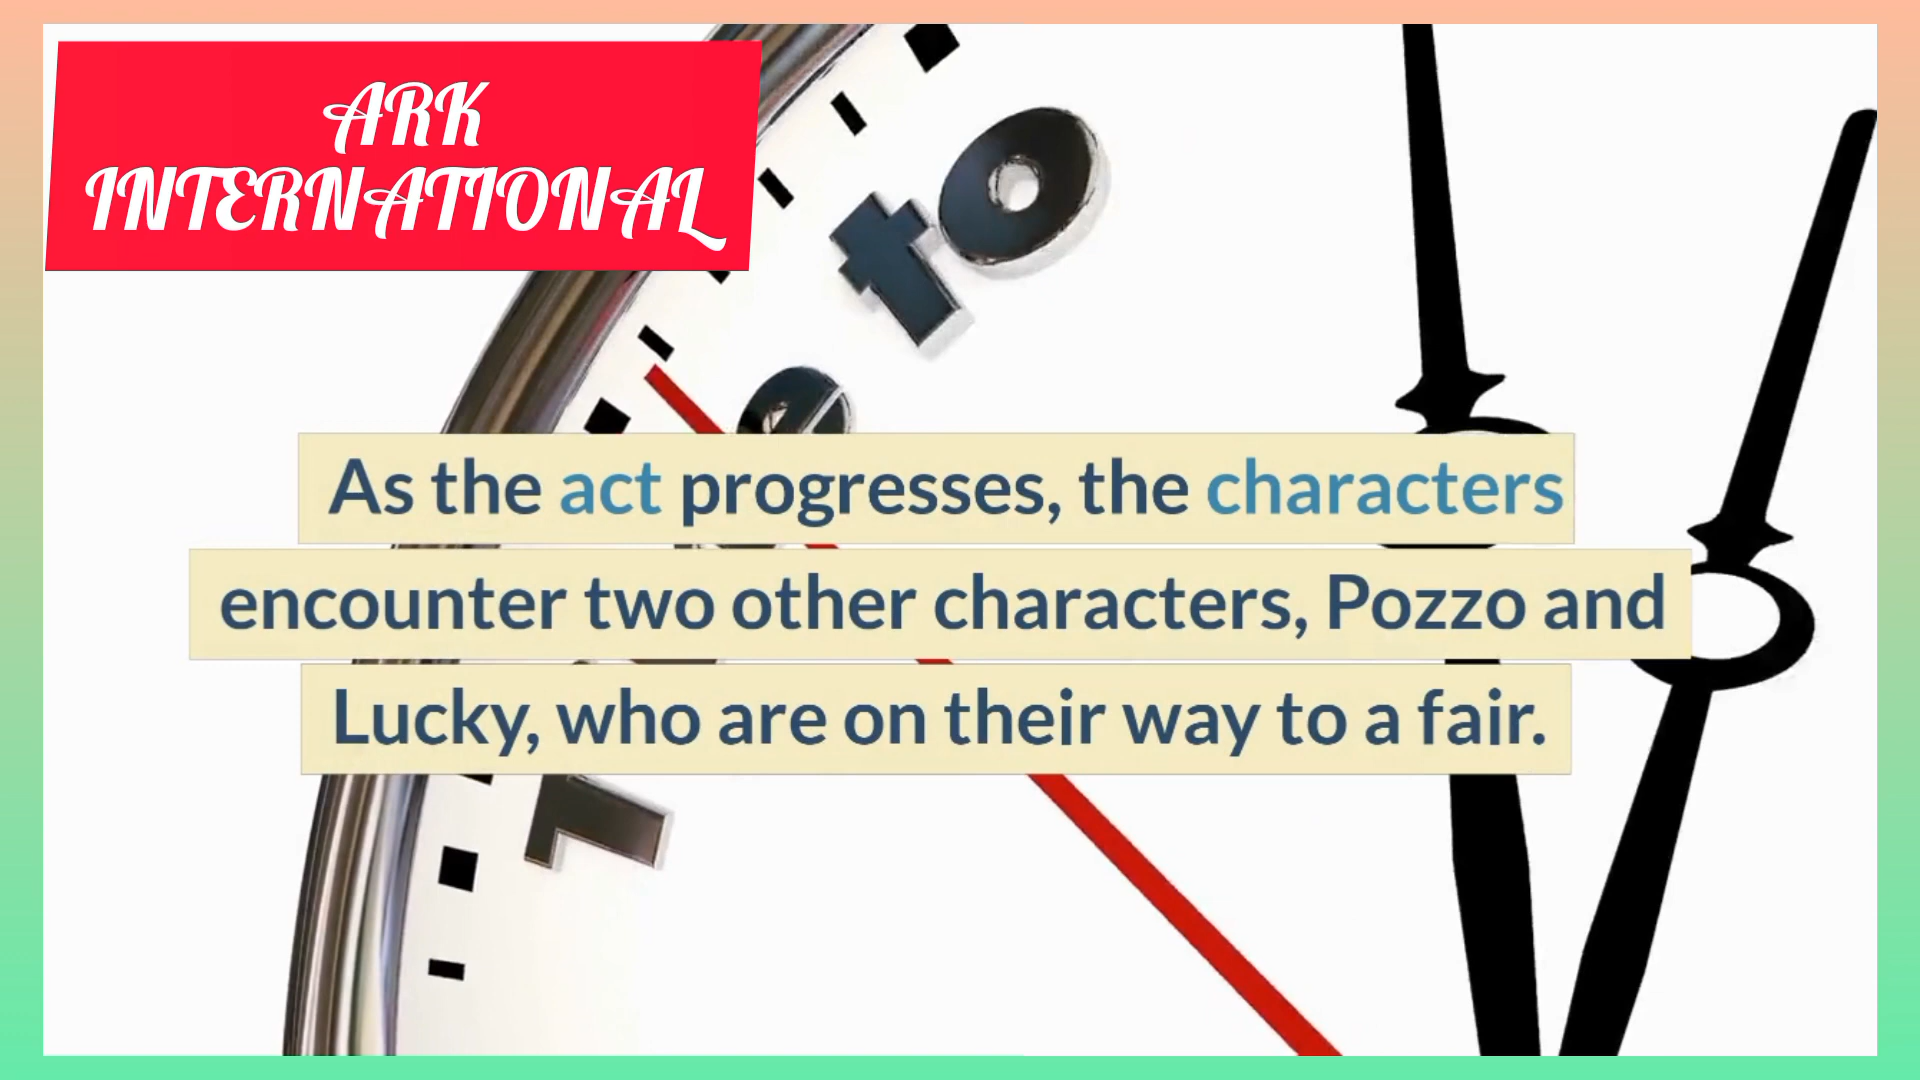 ARK
INTERNATIONAL
to
As the act progresses, the characters
encounter two other characters, Pozzo and
Lucky, who are on their way to a fair.